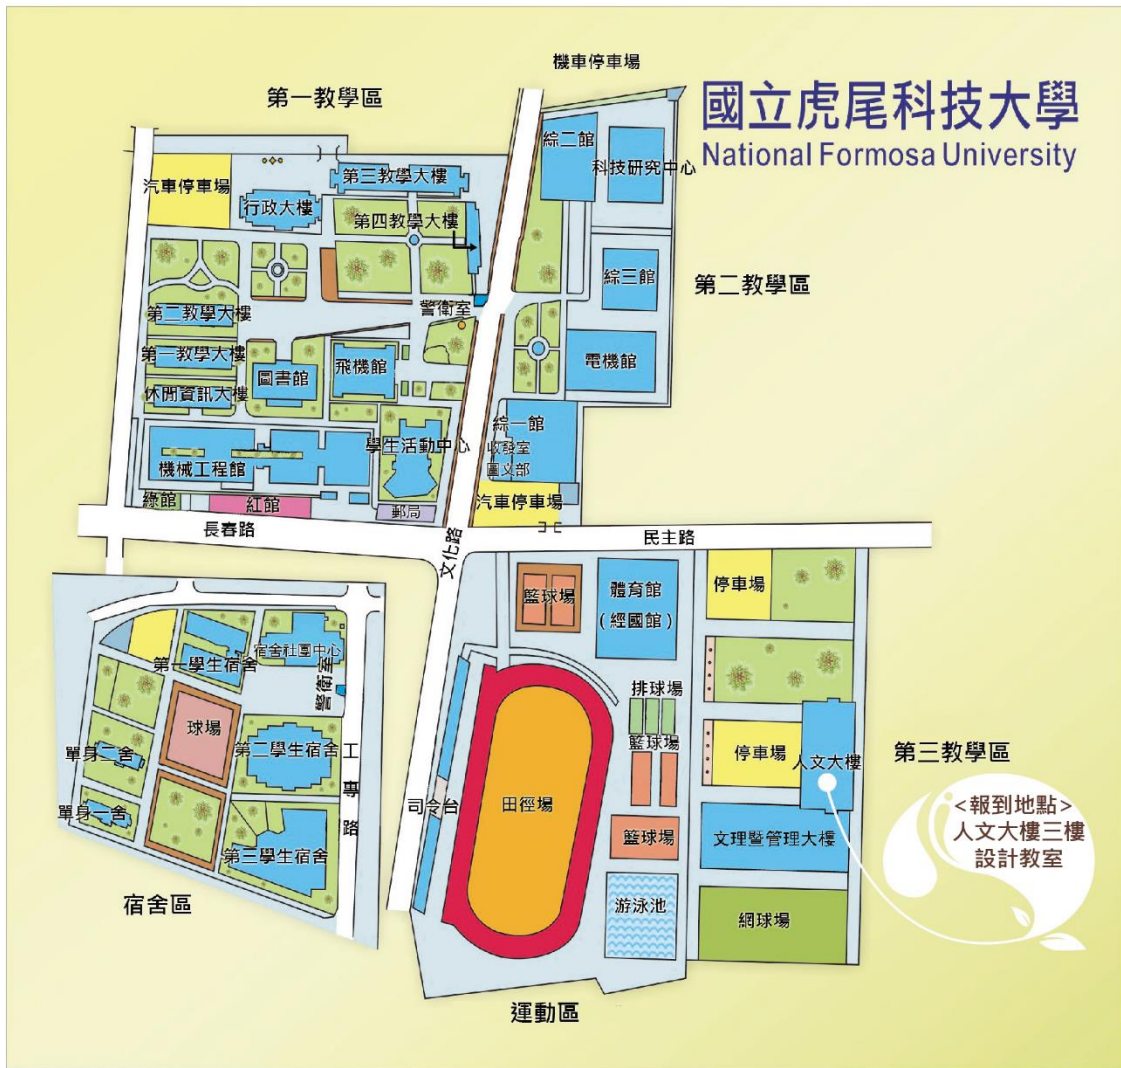 機車停車場
第一教學區
國立虎尾科技大學
National Formosa University
綜二館
科技研究中心
第三教學大樓
汽車停車場
行政大樓
第四教學大樓
綜三館
第二教學區
警衛室
第二教學大樓
第一教學大樓
飛機館
電機館
圖書館
休閒資訊大樓
綜一館
收發室
圖文部
學生活動中心
機械工程館
綠館
紅館
郵局
汽車停車場
長春路
文化路
民主路
籃球場
體育館
(經國館)
停車場
第一學生宿舍
宿舍社團中心
警衛室
排球場
球場
籃球場
第二學生宿舍
工專路
單身二舍
停車場
人文大樓
第三教學區
單身一舍
司令台
田徑場
<報到地點>
人文大樓三樓
設計教室
籃球場
文理暨管理大樓
第三學生宿舍
宿舍區
游泳池
網球場
運動區